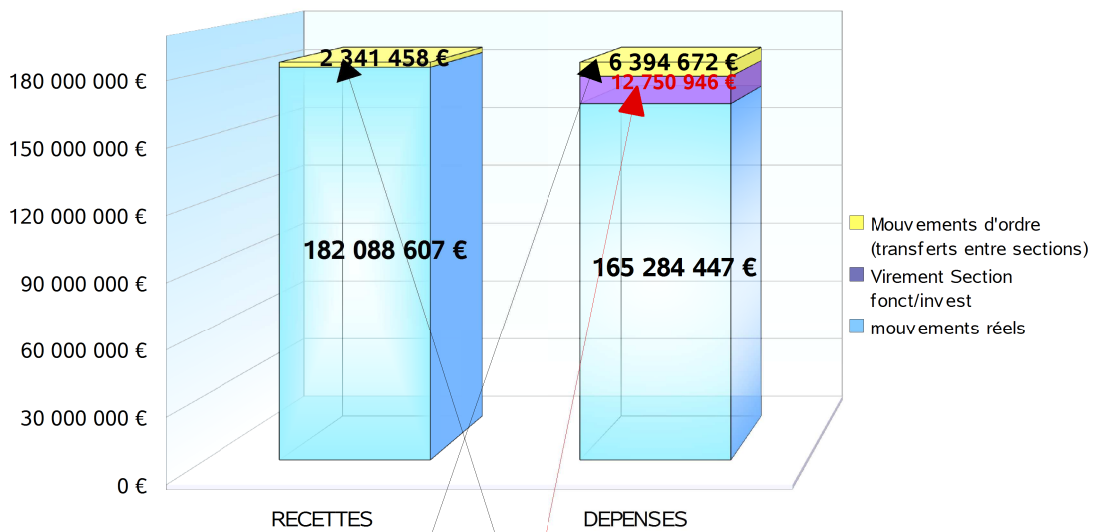 2 341 458 €
6 394 672 €
12 750 946 €
180 000 000 €
150 000 000 €
120 000 000 €
90 000 000 €
60 000 000 €
30 000 000 €
0 €
182 088 607 €
165 284 447 €
Mouvements d'ordre
(transferts entre sections)
Virement Section
fonct/invest
mouvements réels
RECETTES
DEPENSES